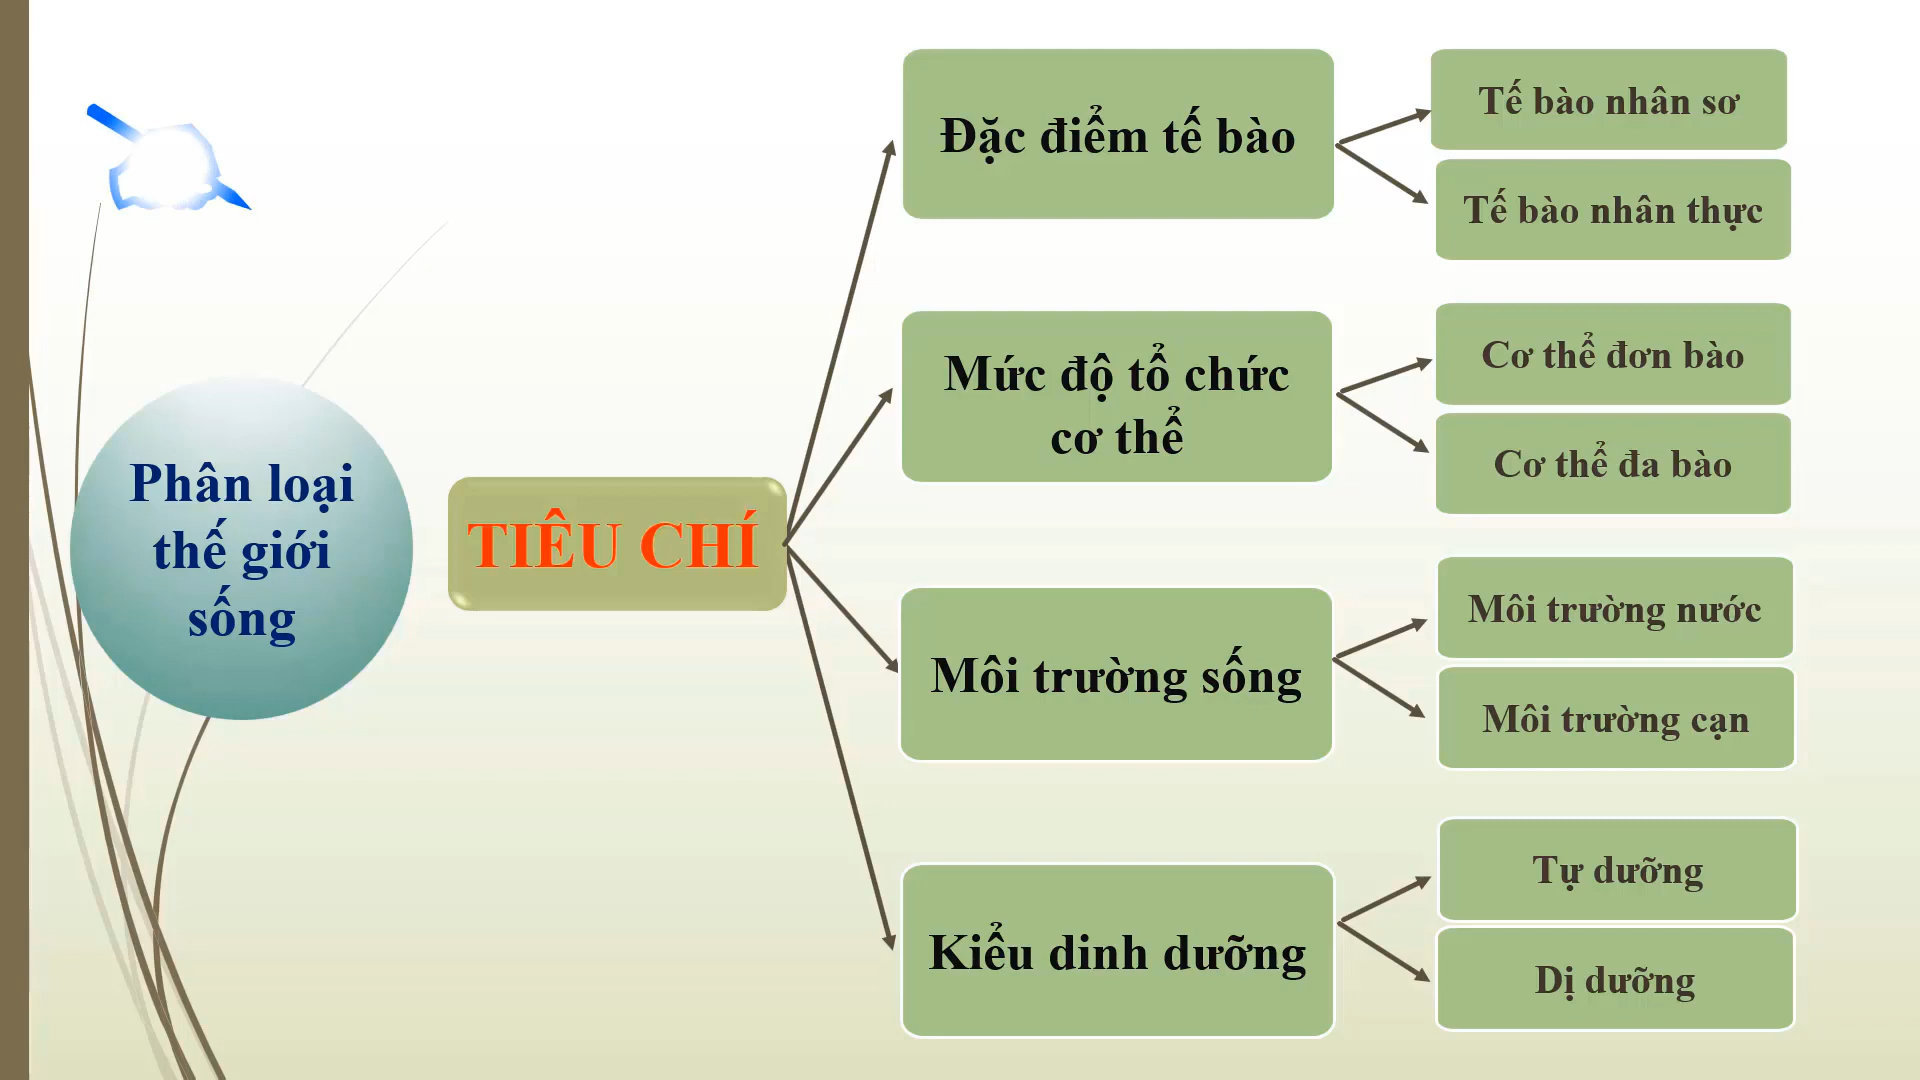 Phân loại
thế giới
sống
TIÊU CHÍ
Đặc điểm tế bào
Tế bào nhân sơ
Tế bào nhân thực
Mức độ tổ chức
cơ thể
Cơ thể đơn bào
Cơ thể đa bào
Môi trường sống
Môi trường nước
Môi trường cạn
Kiểu dinh dưỡng
Tự dưỡng
Dị dưỡng